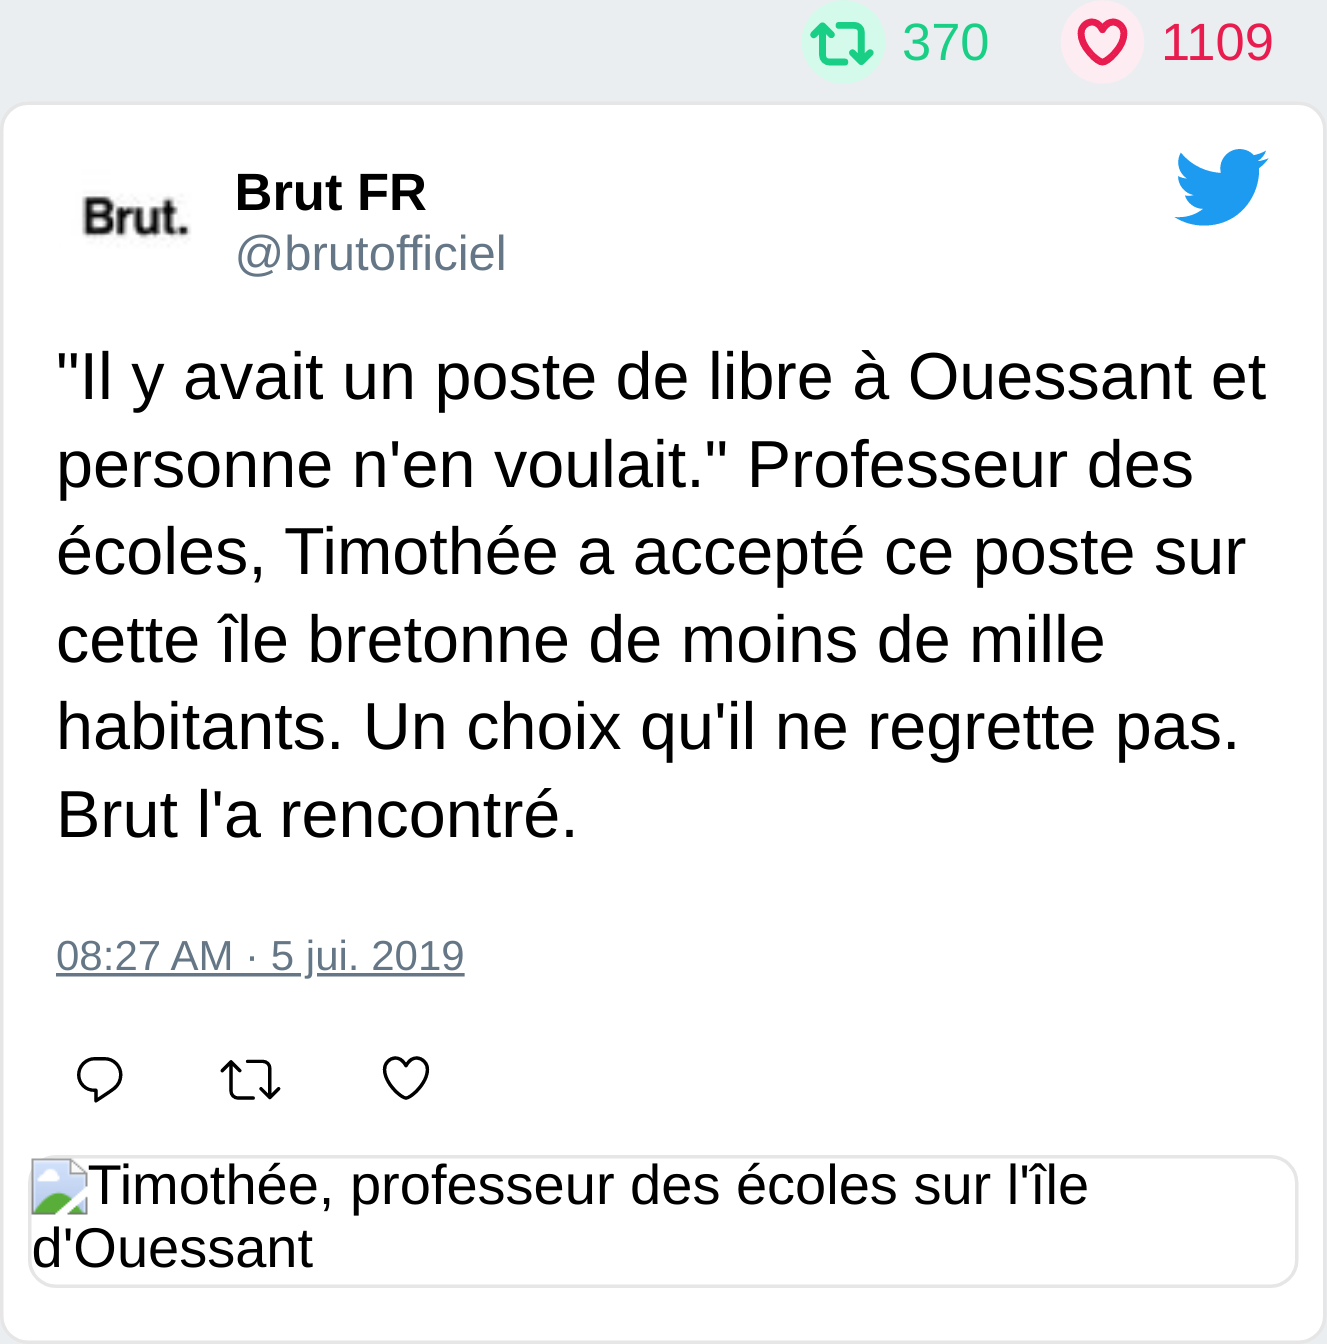 370 1109
Brut. Brut FR
@brutofficiel
"Il y avait un poste de libre à Ouessant et
personne n'en voulait." Professeur des
écoles, Timothée a accepté ce poste sur
cette île bretonne de moins de mille
habitants. Un choix qu'il ne regrette pas.
Brut l'a rencontré.
08:27 AM · 5 jui. 2019
Timothée, professeur des écoles sur l'île
d'Ouessant